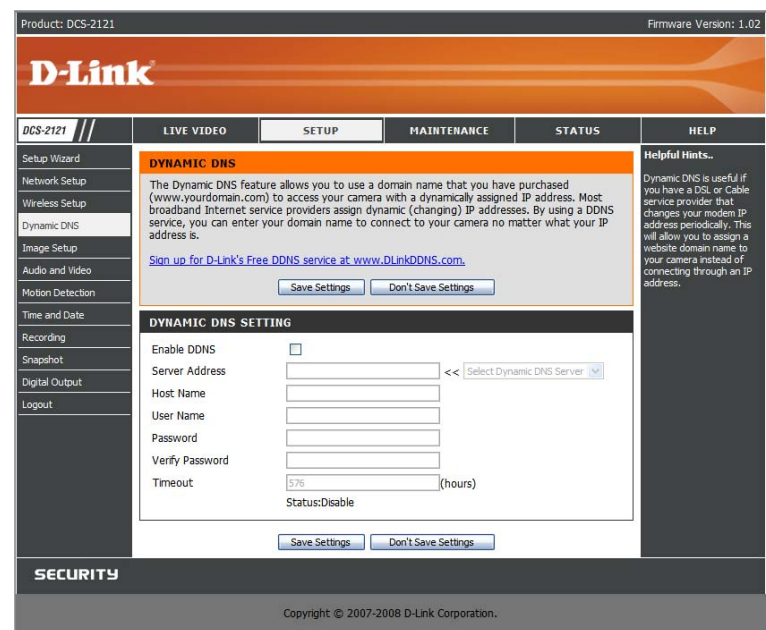 Product: DCS-2121
Firmware Version: 1.02
D-Link
DCS-2121
LIVE VIDEO
SETUP
MAINTENANCE
STATUS
HELP
Setup Wizard
Network Setup
Wireless Setup
Dynamic DNS
Image Setup
Audio and Video
Motion Detection
Time and Date
Recording
Snapshot
Digital Output
Logout
DYNAMIC DNS
The Dynamic DNS feature allows you to use a domain name that you have purchased
(www.yourdomain.com) to access your camera with a dynamically assigned IP address. Most
broadband Internet service providers assign dynamic (changing) IP addresses. By using a DDNS
service, you can enter your domain name to connect to your camera no matter what your IP
address is.
Sign up for D-Link's Free DDNS service at www.DLinkDDNS.com.
Save Settings
Don't Save Settings
DYNAMIC DNS SETTING
Enable DDNS
Server Address << Select Dynamic DNS Server
Host Name
User Name
Password
Verify Password
Timeout 576 (hours)
Status:Disable
Save Settings
Don't Save Settings
Helpful Hints..
Dynamic DNS is useful if
you have a DSL or Cable
service provider that
changes your modem IP
address periodically. This
will allow you to assign a
website domain name to
your camera instead of
connecting through an IP
address.
SECURITY
Copyright © 2007-2008 D-Link Corporation.